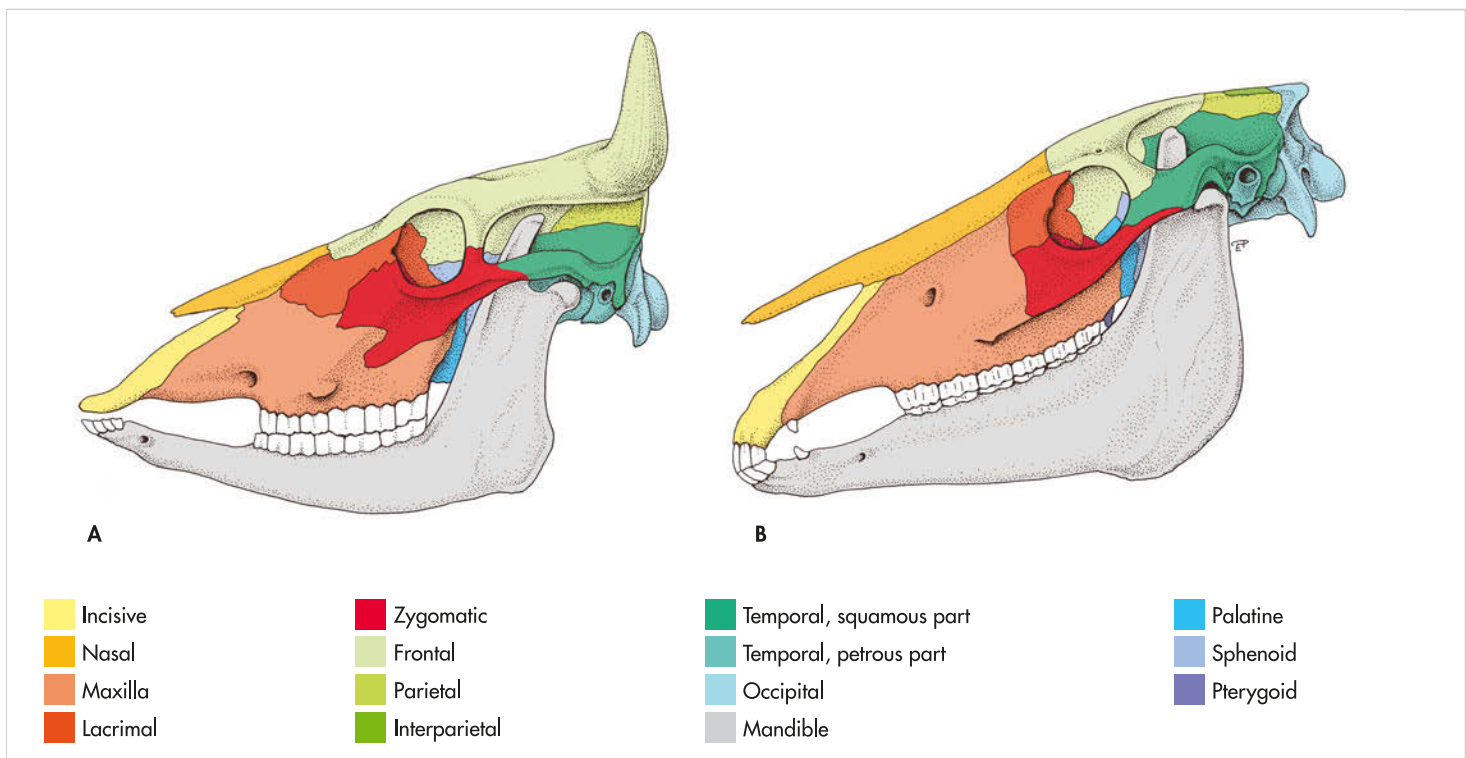 A
B
Incisive
Nasal
Maxilla
Lacrimal
Zygomatic
Frontal
Parietal
Interparietal
Temporal, squamous part
Temporal, petrous part
Occipital
Mandible
Palatine
Sphenoid
Pterygoid